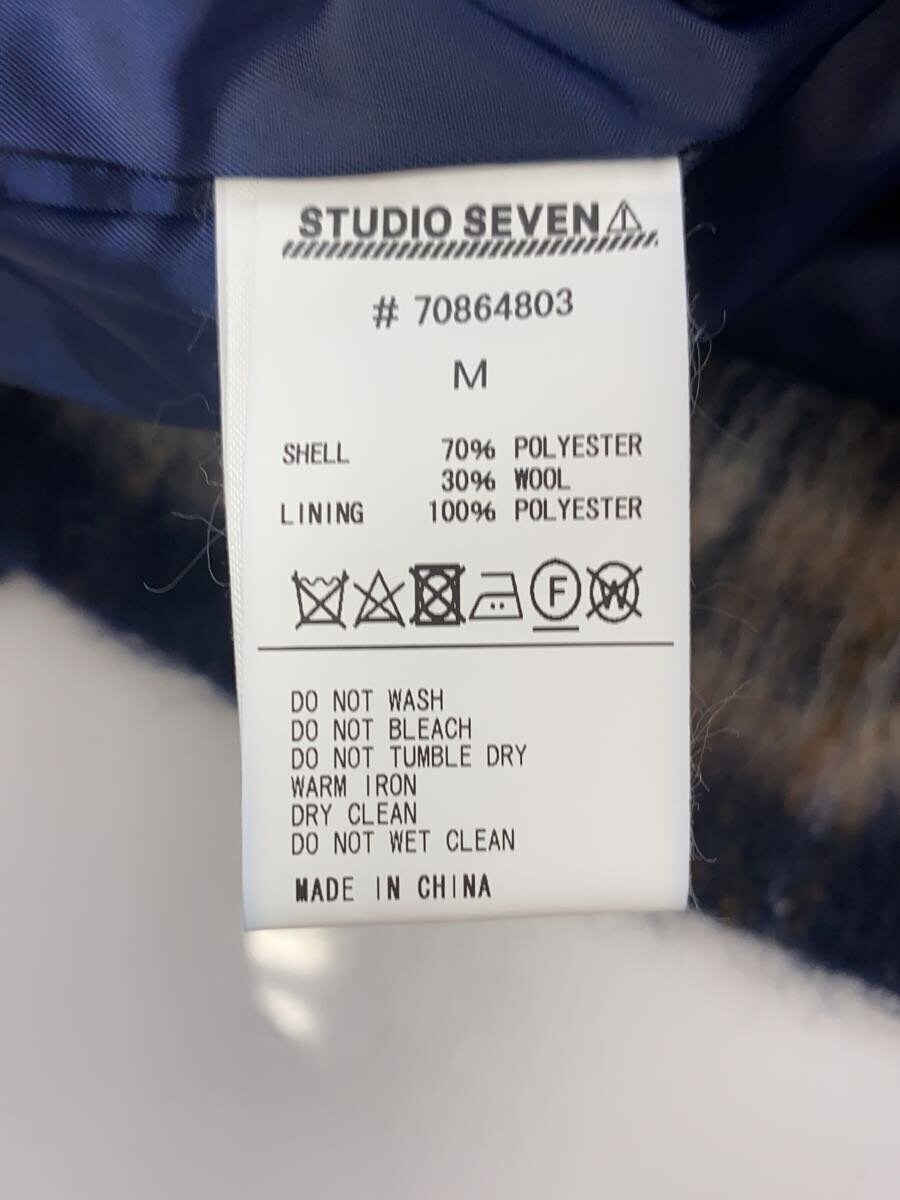 STUDIO SEVEN
# 70864803
M
SHELL 70% POLYESTER
30% WOOL
LINING 100% POLYESTER
F W
DO NOT WASH
DO NOT BLEACH
DO NOT TUMBLE DRY
WARM IRON
DRY CLEAN
DO NOT WET CLEAN
MADE IN CHINA